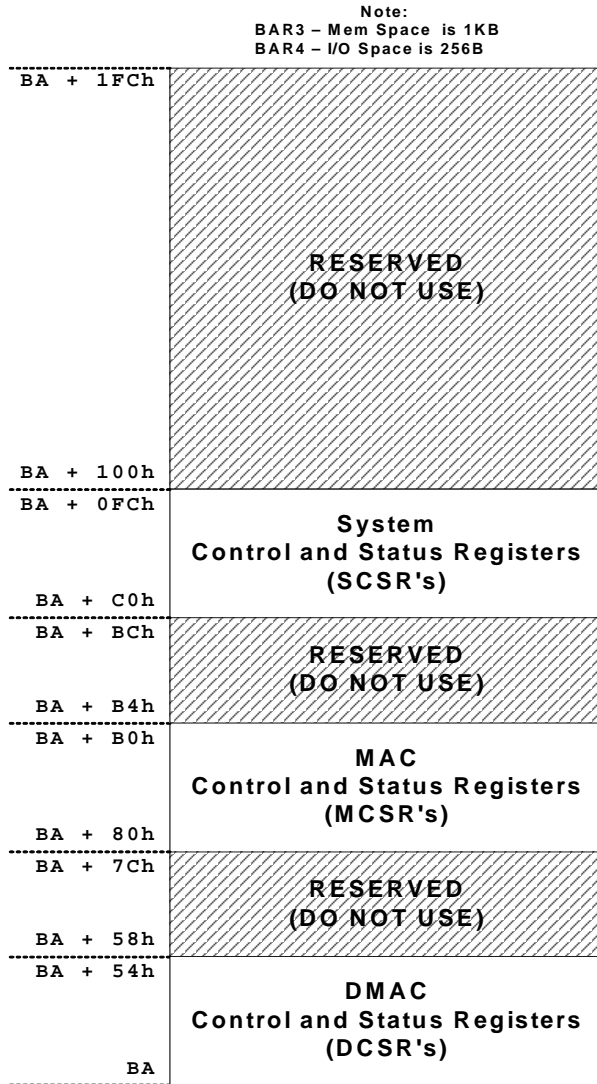 Note:
BAR3 – Mem Space is 1KB
BAR4 – I/O Space is 256B
BA + 1FCh
RESERVED
(DO NOT USE)
BA + 100h
BA + 0FCh
System
Control and Status Registers
(SCSR's)
BA + C0h
BA + BCh
RESERVED
(DO NOT USE)
BA + B4h
BA + B0h
MAC
Control and Status Registers
(MCSR's)
BA + 80h
BA + 7Ch
RESERVED
(DO NOT USE)
BA + 58h
BA + 54h
DMAC
Control and Status Registers
(DCSR's)
BA